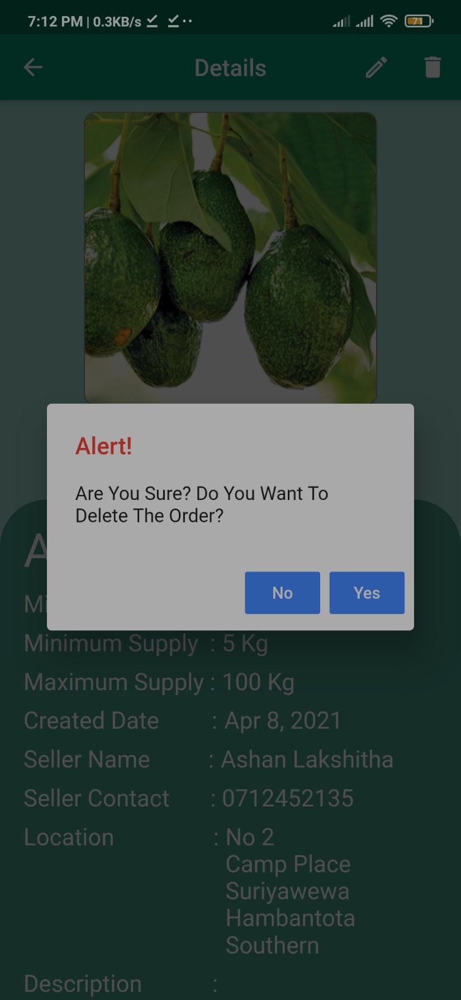 7:12 PM | 0.3KB/s
71
Details
Alert!
Are You Sure? Do You Want To
Delete The Order?
No Yes
Minimum Supply : 5 Kg
Maximum Supply : 100 Kg
Created Date : Apr 8, 2021
Seller Name : Ashan Lakshitha
Seller Contact : 0712452135
Location : No 2
Camp Place
Suriyawewa
Hambantota
Southern
Description :